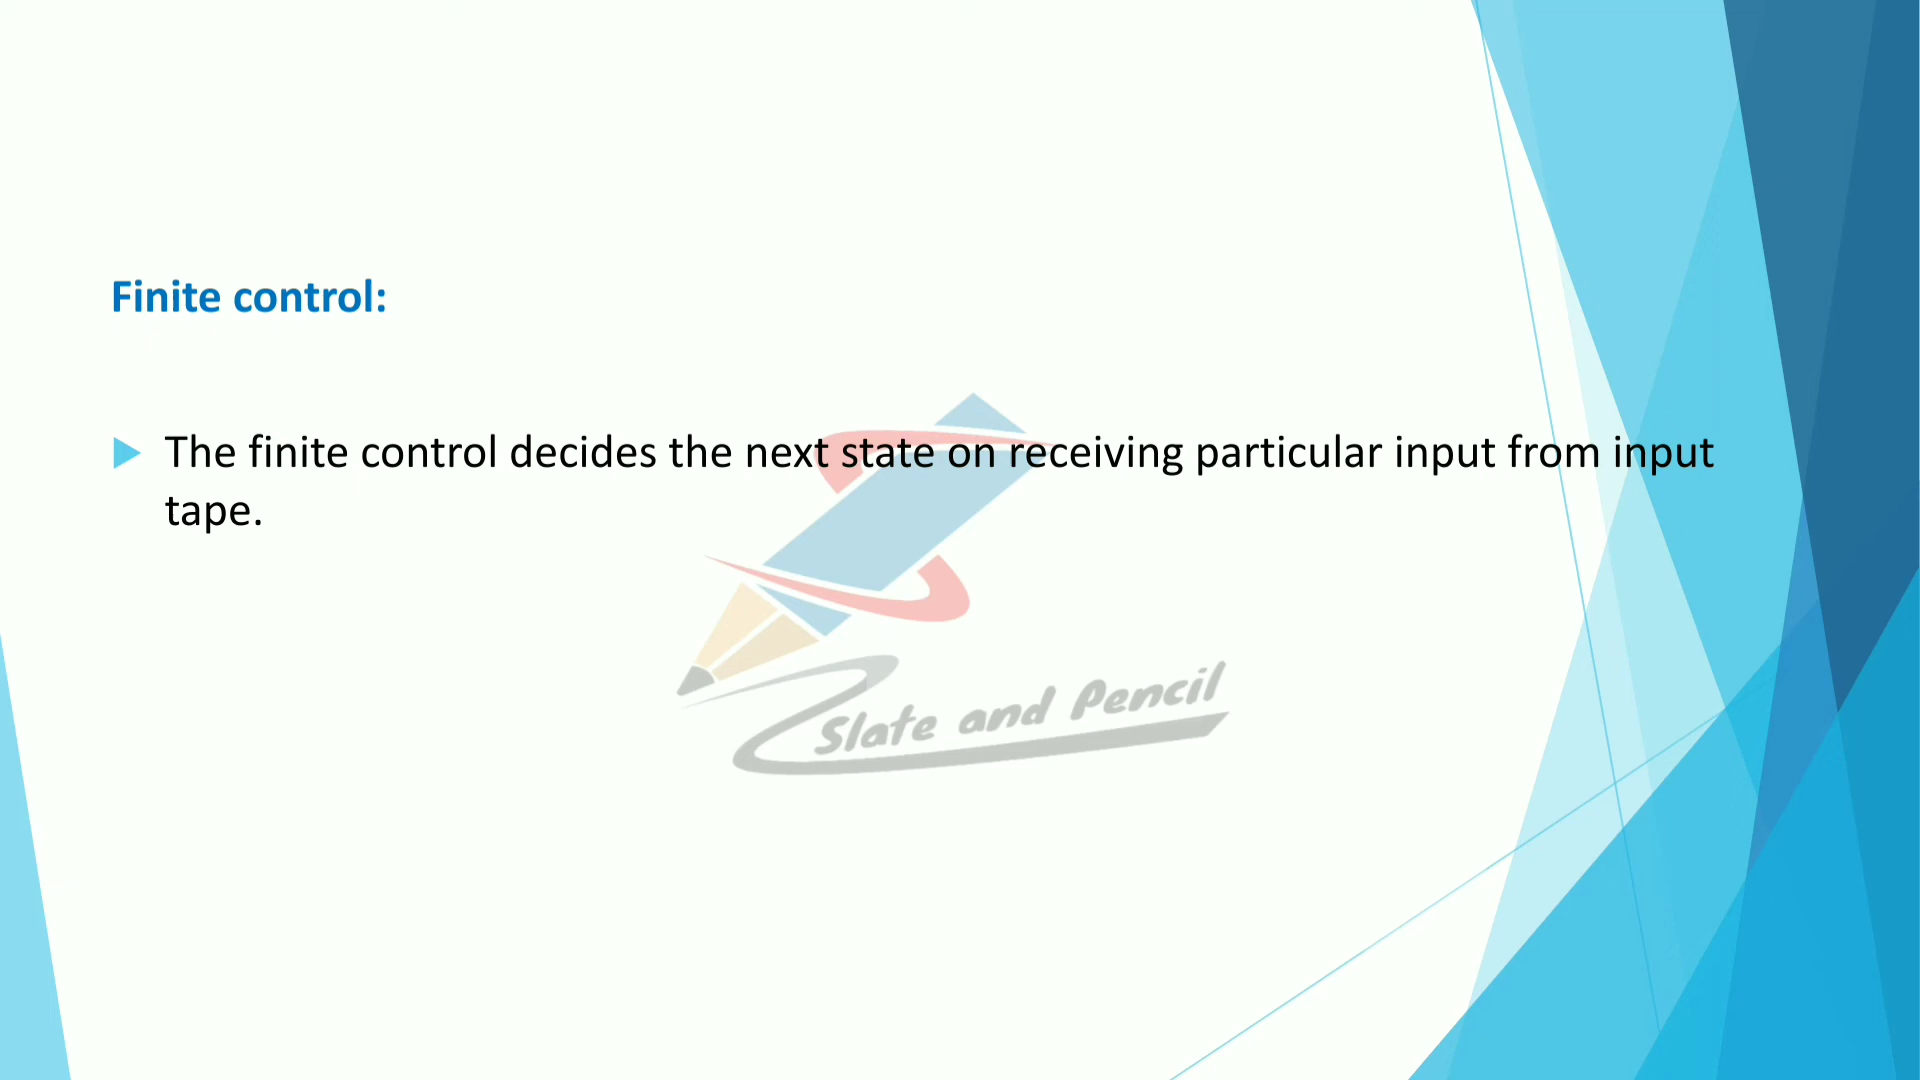 Finite control:
The finite control decides the next state on receiving particular input from input
tape.
Slate and Pencil